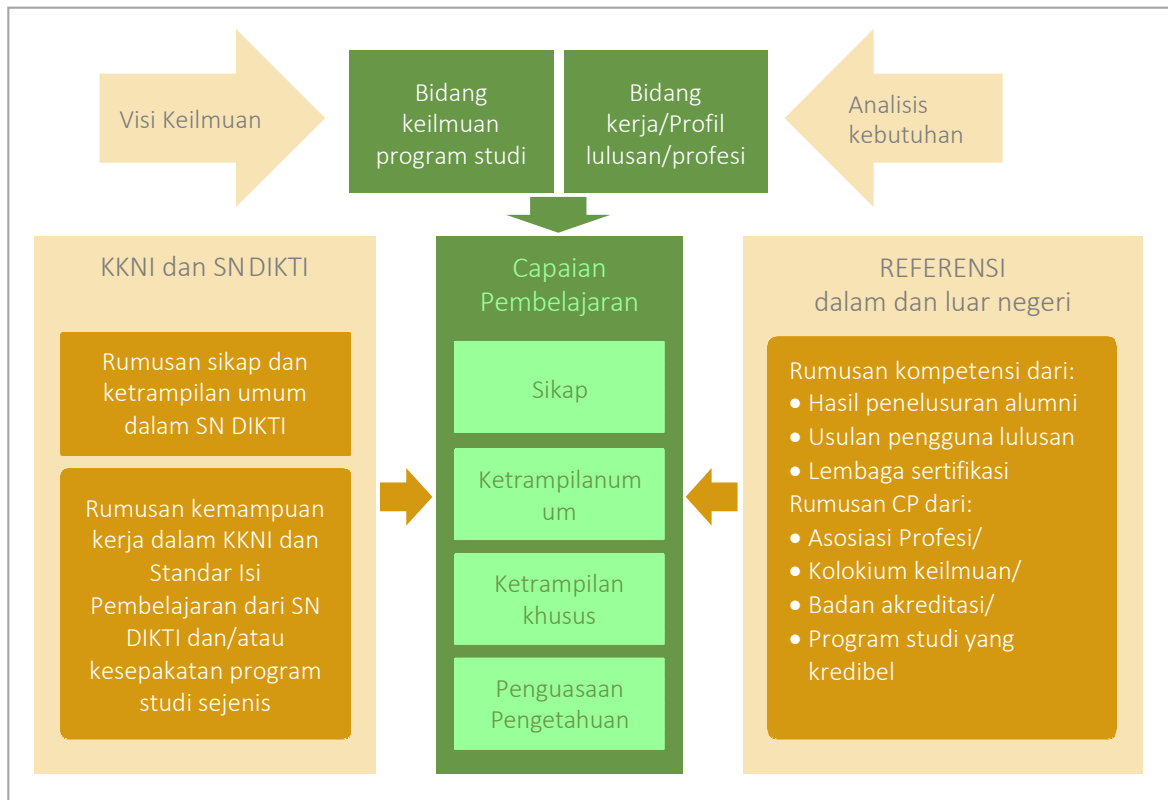 Visi Keilmuan
Bidang
keilmuan
program studi
Bidang
kerja/Profil
lulusan/profesi
Analisis
kebutuhan
KKNI dan SN DIKTI
Rumusan sikap dan
ketrampilan umum
dalam SN DIKTI
Rumusan kemampuan
kerja dalam KKNI dan
Standar Isi
Pembelajaran dari SN
DIKTI dan/atau
kesepakatan program
studi sejenis
Capaian
Pembelajaran
Sikap
Ketrampilanum
um
Ketrampilan
khusus
Penguasaan
Pengetahuan
REFERENSI
dalam dan luar negeri
Rumusan kompetensi dari:
• Hasil penelusuran alumni
• Usulan pengguna lulusan
• Lembaga sertifikasi
Rumusan CP dari:
• Asosiasi Profesi/
• Kolokium keilmuan/
• Badan akreditasi/
• Program studi yang
kredibel